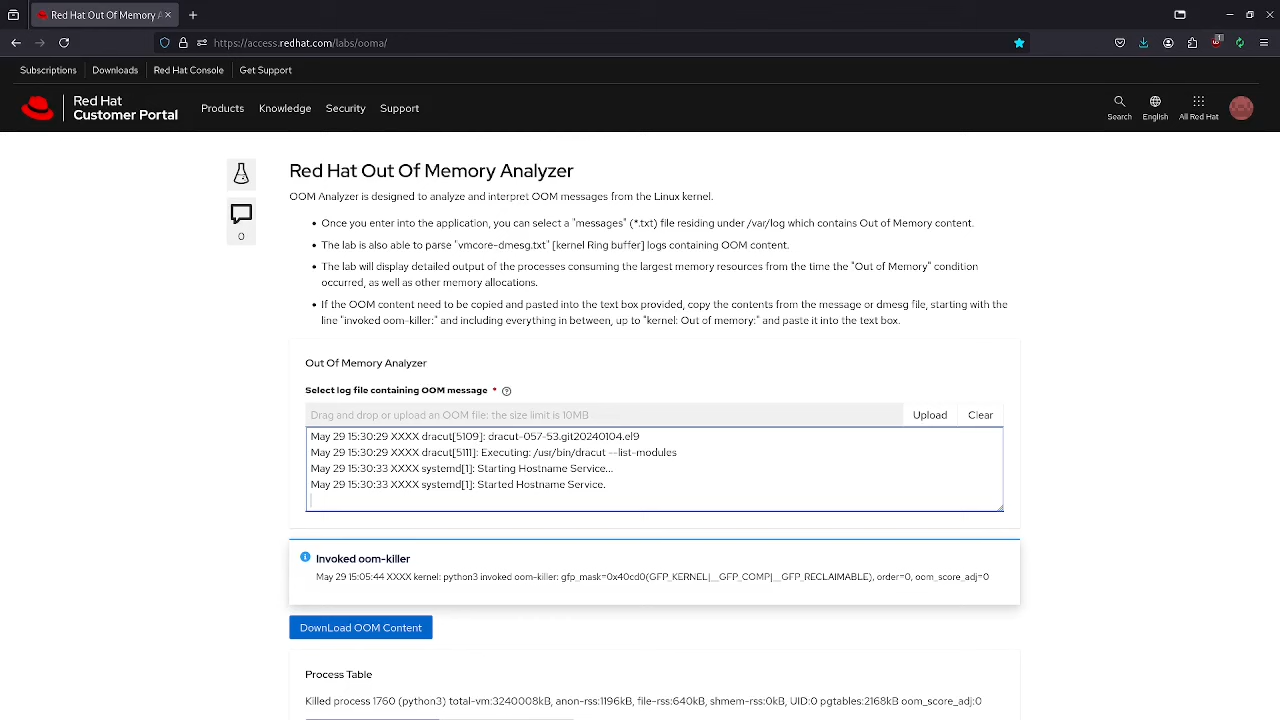 Red Hat Out Of Memory A
https://access.redhat.com/labs/ooma/
1
Subscriptions Downloads Red Hat Console Get Support
Red Hat
Customer Portal
Products Knowledge Security Support
Search English All Red Hat
Red Hat Out Of Memory Analyzer
OOM Analyzer is designed to analyze and interpret OOM messages from the Linux kernel.
0
• Once you enter into the application, you can select a "messages" (*.txt) file residing under /var/log which contains Out of Memory content.
• The lab is also able to parse "vmcore-dmesg.txt" [kernel Ring buffer] logs containing OOM content.
• The lab will display detailed output of the processes consuming the largest memory resources from the time the "Out of Memory" condition
occurred, as well as other memory allocations.
• If the OOM content need to be copied and pasted into the text box provided, copy the contents from the message or dmesg file, starting with the
line "invoked oom-killer:" and including everything in between, up to "kernel: Out of memory:" and paste it into the text box.
Out Of Memory Analyzer
Select log file containing OOM message *
Drag and drop or upload an OOM file: the size limit is 10MB Upload Clear
May 29 15:30:29 XXXX dracut[5109]: dracut-057-53.git20240104.el9
May 29 15:30:29 XXXX dracut[5111]: Executing: /usr/bin/dracut --list-modules
May 29 15:30:33 XXXX systemd[1]: Starting Hostname Service...
May 29 15:30:33 XXXX systemd[1]: Started Hostname Service.
Invoked oom-killer
May 29 15:05:44 XXXX kernel: python3 invoked oom-killer: gfp_mask=0x40cd0(GFP_KERNEL|__GFP_COMP|__GFP_RECLAIMABLE), order=0, oom_score_adj=0
DownLoad OOM Content
Process Table
Killed process 1760 (python3) total-vm:3240008kB, anon-rss:1196kB, file-rss:640kB, shmem-rss:0kB, UID:0 pgtables:2168kB oom_score_adj:0